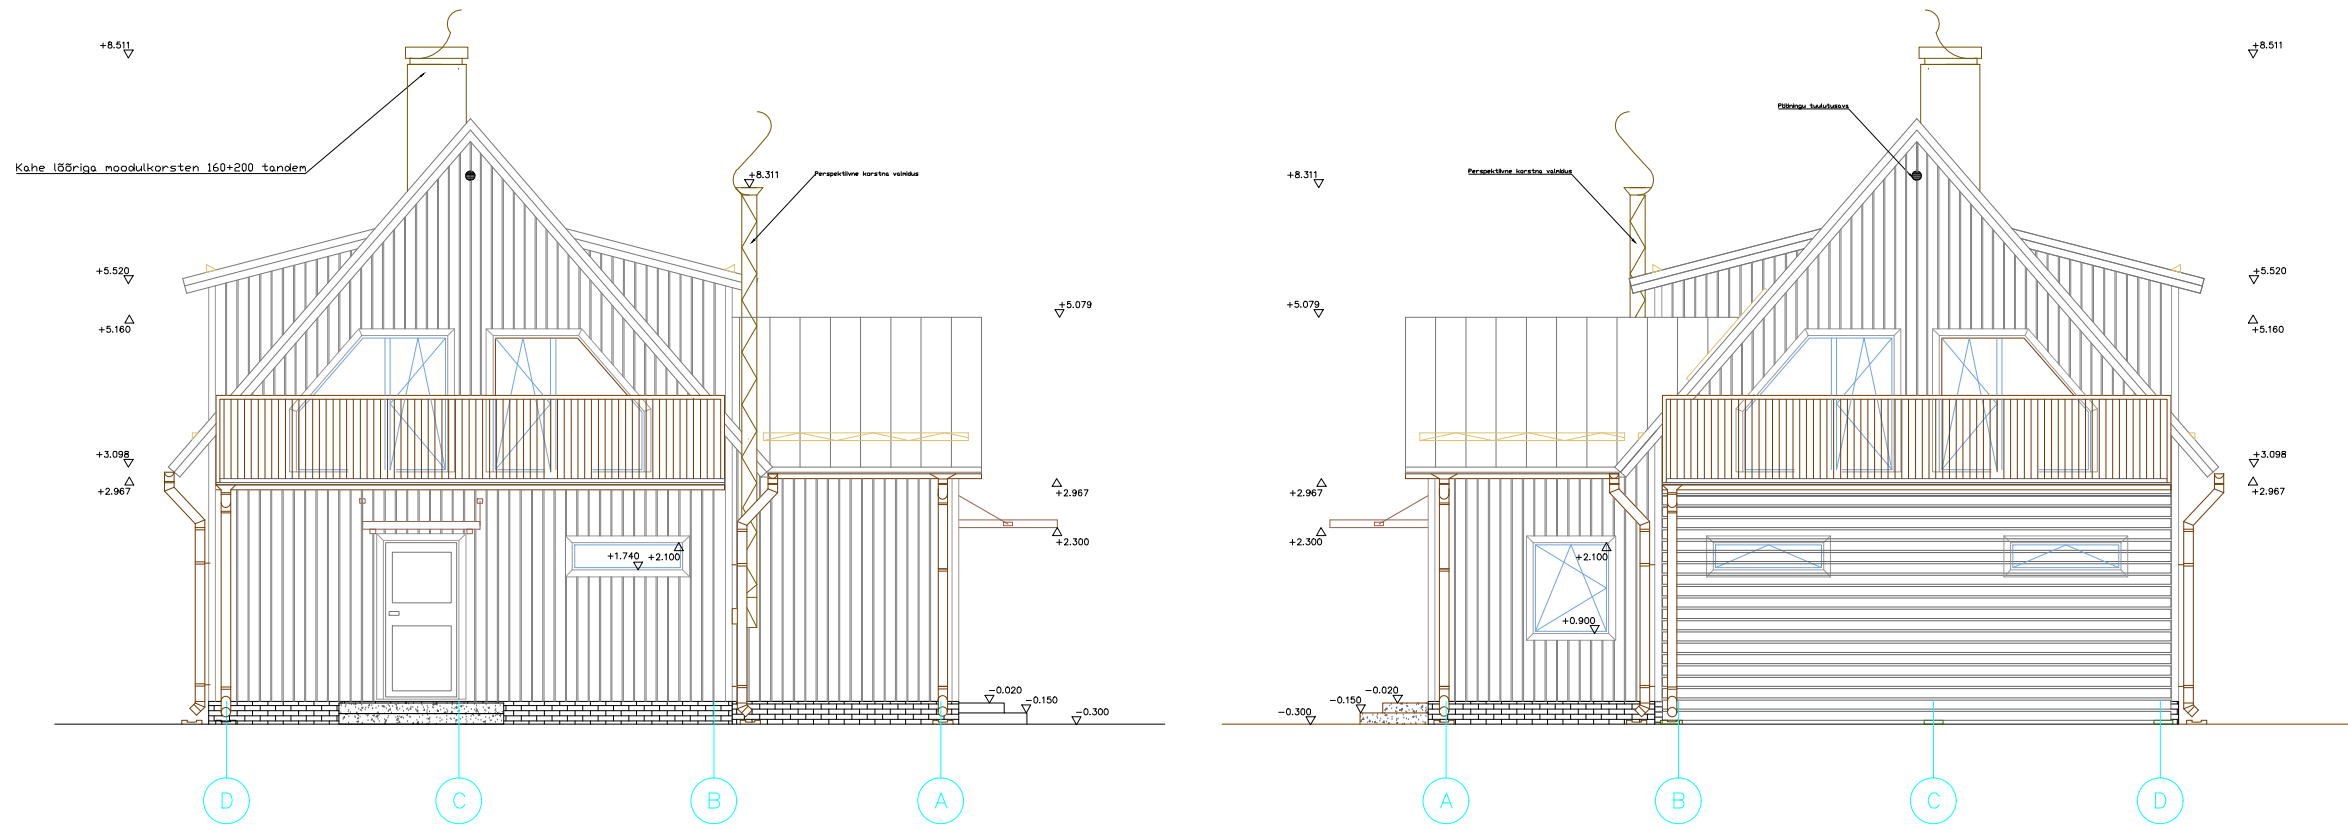 +8.511
Kahe lõõriga moodulkorsten 160+200 tandem
+8.311
Perspektiivne korstna valmidus
+5.520
+5.160
+5.079
+3.098
+2.967
+2.967
+2.300
+1.740
+2.100
-0.020
-0.150
-0.300
D
C
B
A
+8.511
+8.311
Perspektiivne korstna valmidus
+5.079
+5.520
+5.160
+3.098
+2.967
+2.967
+2.300
+2.100
+0.900
-0.020
-0.150
-0.300
A
B
C
D